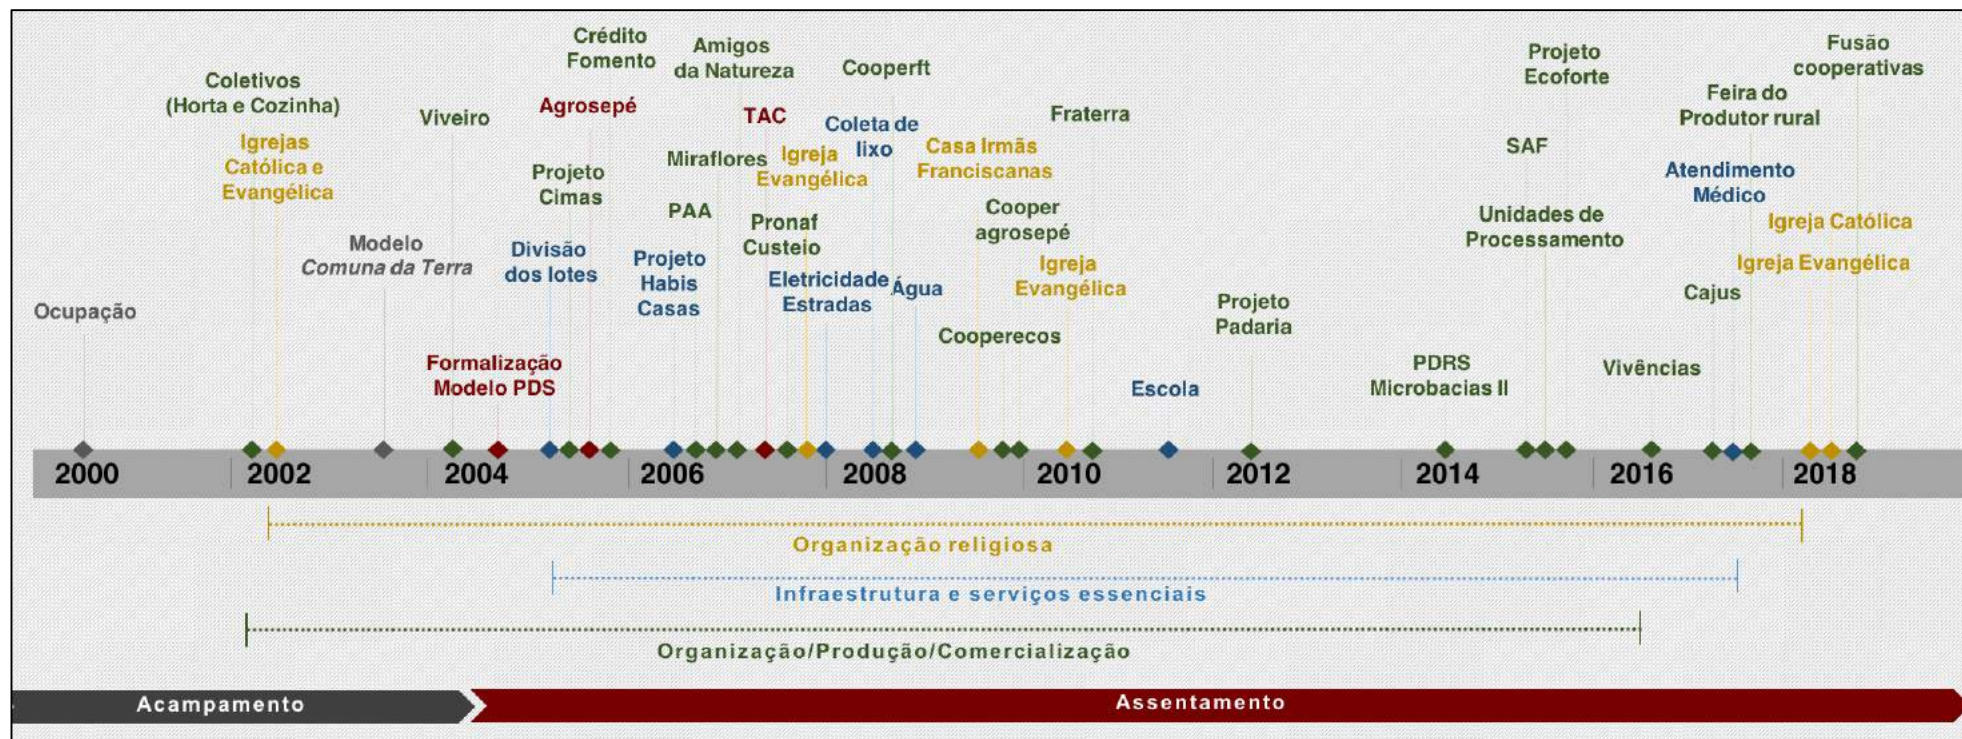 Ocupação
Coletivos
(Horta e Cozinha)
Igrejas
Católica e
Evangélica
Modelo
Comuna da Terra
Viveiro
Formalização
Modelo PDS
Divisão
dos lotes
Projeto
Cimas
Agrosepé
Crédito
Fomento
Projeto
Habis
Casas
PAA
Miraflores
Amigos
da Natureza
TAC
Pronaf
Custeio
Igreja
Evangélica
Eletricidade
Estradas
Coleta de
lixo
Cooperft
Água
Casa Irmãs
Franciscanas
Cooperecos
Cooper
agrosepé
Igreja
Evangélica
Fraterra
Escola
Projeto
Padaria
PDRS
Microbacias II
SAF
Unidades de
Processamento
Projeto
Ecoforte
Vivências
Cajus
Atendimento
Médico
Feira do
Produtor rural
Igreja Evangélica
Igreja Católica
Fusão
cooperativas
2000 2002 2004 2006 2008 2010 2012 2014 2016 2018
Organização religiosa
Infraestrutura e serviços essenciais
Organização/Produção/Comercialização
Acampamento
Assentamento